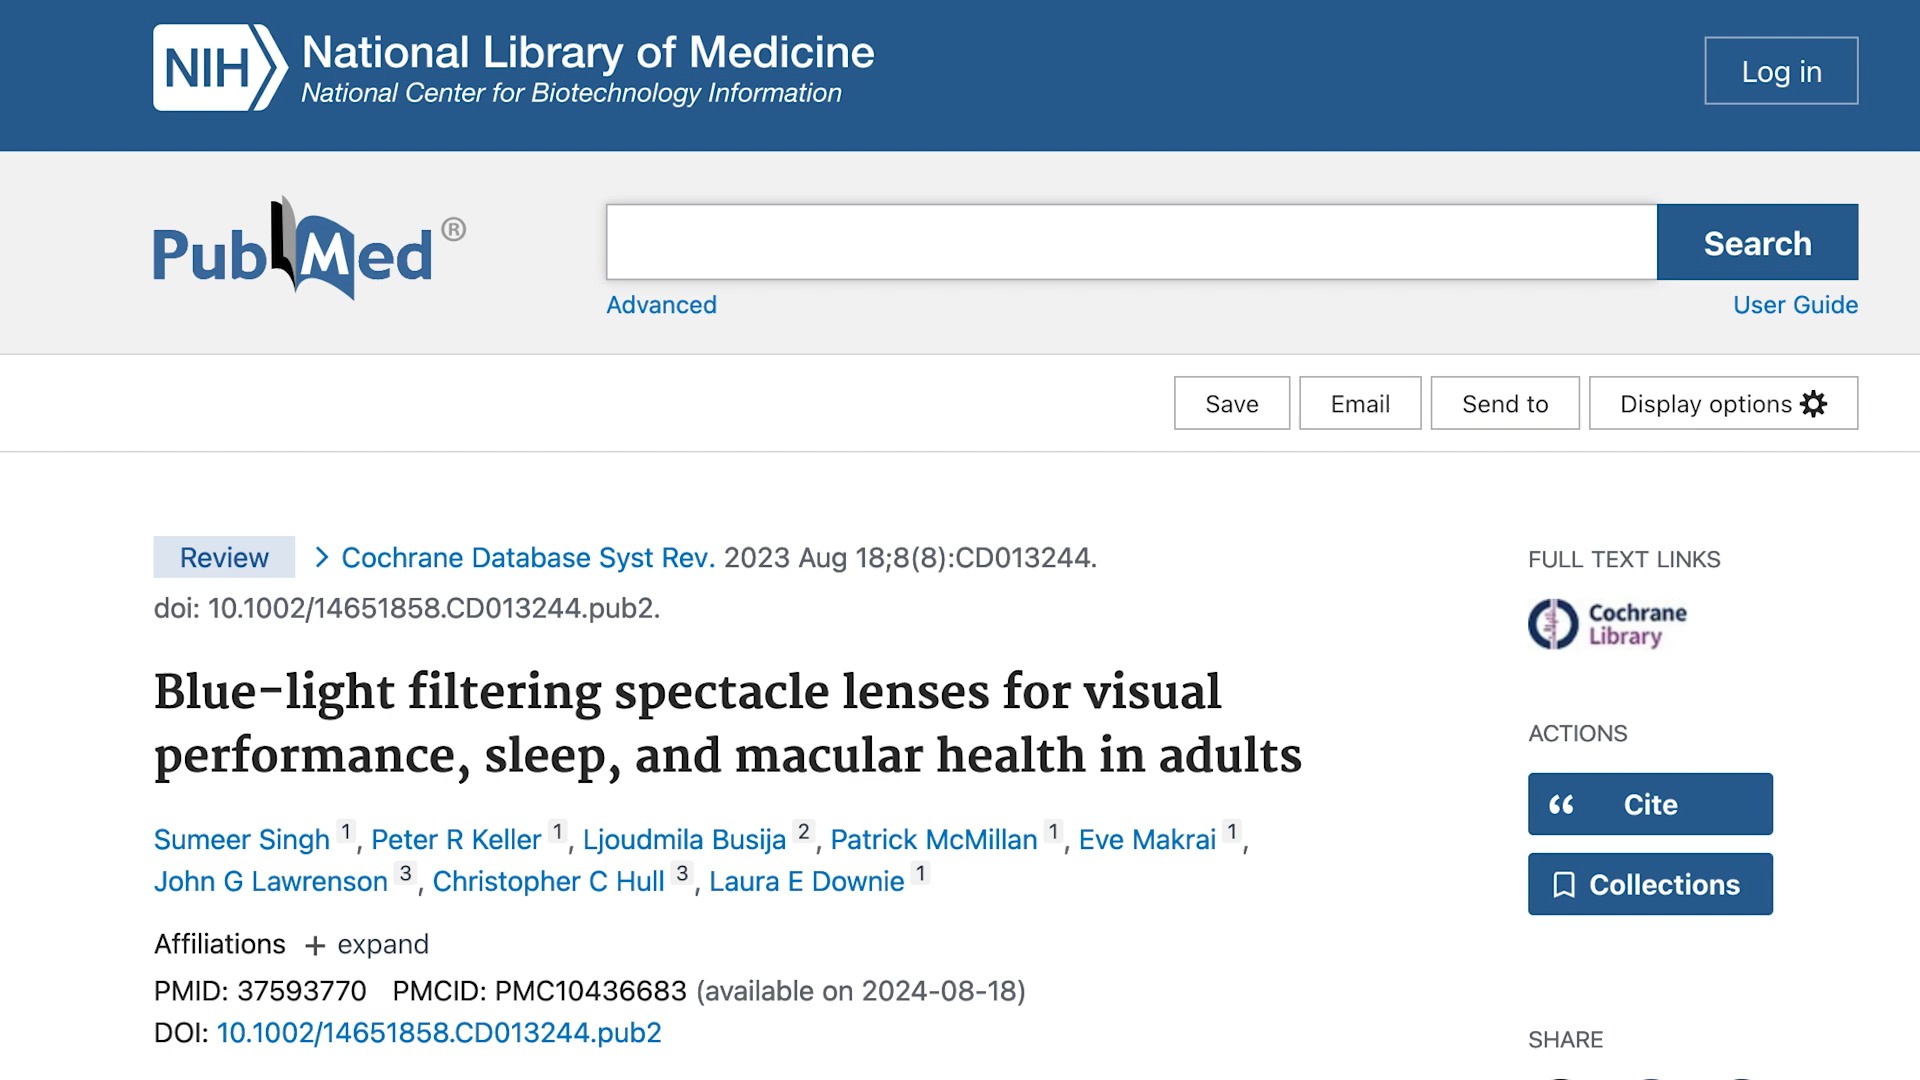 NIH National Library of Medicine
National Center for Biotechnology Information
Log in
PubMed®
Search
Advanced
User Guide
Save
Email
Send to
Display options
Review > Cochrane Database Syst Rev. 2023 Aug 18;8(8):CD013244.
doi: 10.1002/14651858.CD013244.pub2.
Blue-light filtering spectacle lenses for visual
performance, sleep, and macular health in adults
Sumeer Singh 1, Peter R Keller 1, Ljoudmila Busija 2, Patrick McMillan 1, Eve Makrai 1,
John G Lawrenson 3, Christopher C Hull 3, Laura E Downie 1
Affiliations + expand
PMID: 37593770 PMCID: PMC10436683 (available on 2024-08-18)
DOI: 10.1002/14651858.CD013244.pub2
FULL TEXT LINKS
Cochrane
Library
ACTIONS
“ Cite
Collections
SHARE